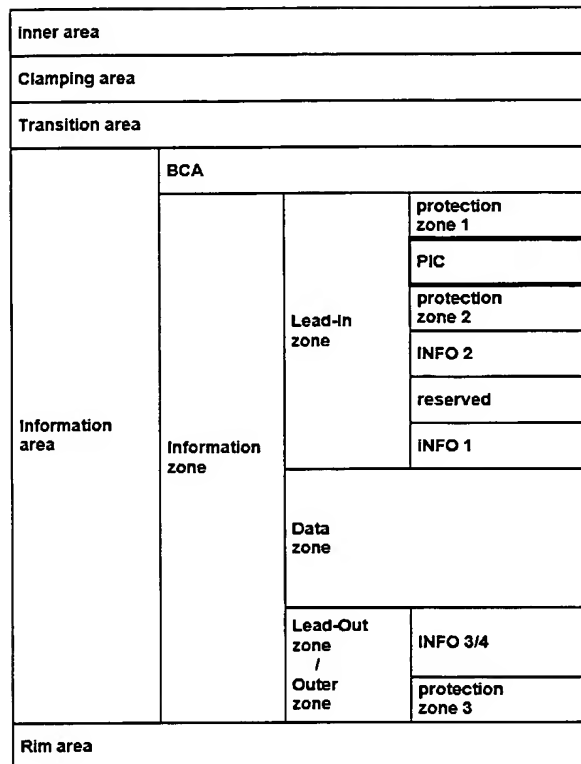 inner area
Clamping area
Transition area
BCA
protection
zone 1
PIC
protection
zone 2
Lead-in
zone
INFO 2
reserved
INFO 1
Information
area
Information
zone
Data
zone
Lead-Out
zone
/
Outer
zone
INFO 3/4
protection
zone 3
Rim area